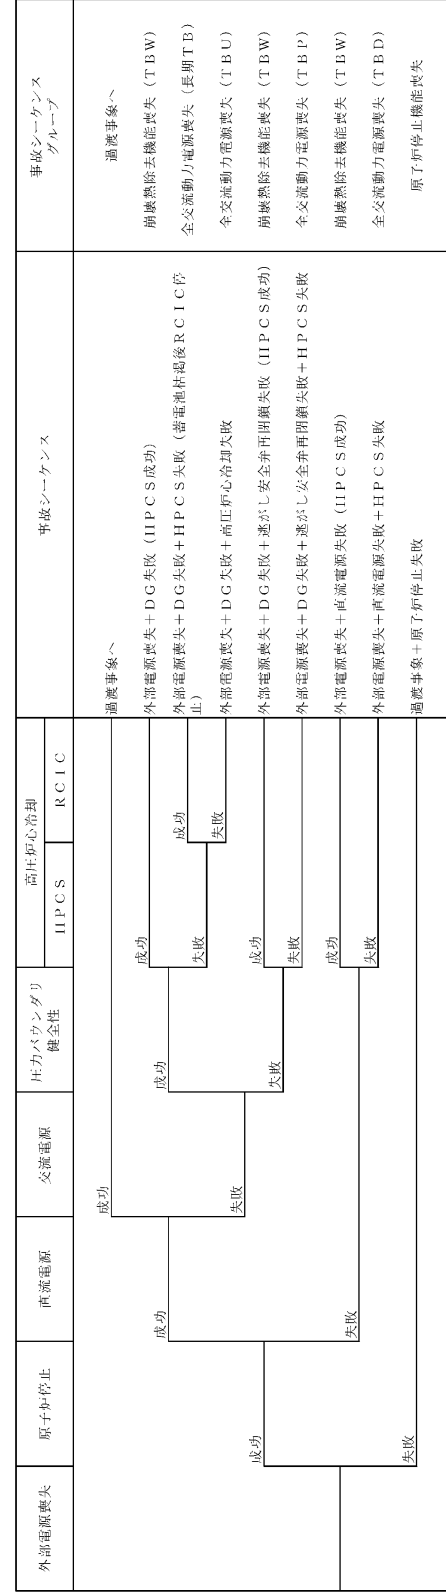 外部電源喪失
原子炉停止
直流電源
交流電源
圧力バウンダリ
健全性
高圧炉心冷却
HPCS
RCIC
事故シーケンス
事故シーケンス
グループ
成功
失敗
成功
失敗
成功
失敗
成功
失敗
成功
失敗
成功
失敗
成功
失敗
成功
失敗
過渡事象へ
過渡事象へ
外部電源喪失+DG失敗(HPCS成功)
崩壊熱除去機能喪失(TBW)
外部電源喪失+DG失敗+HPCS失敗(蓄電池枯渇後RCIC停
止)
全交流動力電源喪失(長期TB)
外部電源喪失+DG失敗+高圧炉心冷却失敗
全交流動力電源喪失(TBU)
外部電源喪失+DG失敗+逃がし安全弁再閉鎖失敗(HPCS成功)
崩壊熱除去機能喪失(TBW)
外部電源喪失+DG失敗+逃がし安全弁再閉鎖失敗+HPCS失敗
全交流動力電源喪失(TBP)
外部電源喪失+直流電源失敗(HPCS成功)
崩壊熱除去機能喪失(TBW)
外部電源喪失+直流電源失敗+HPCS失敗
全交流動力電源喪失(TBD)
過渡事象+原子炉停止失敗
原子炉停止機能喪失